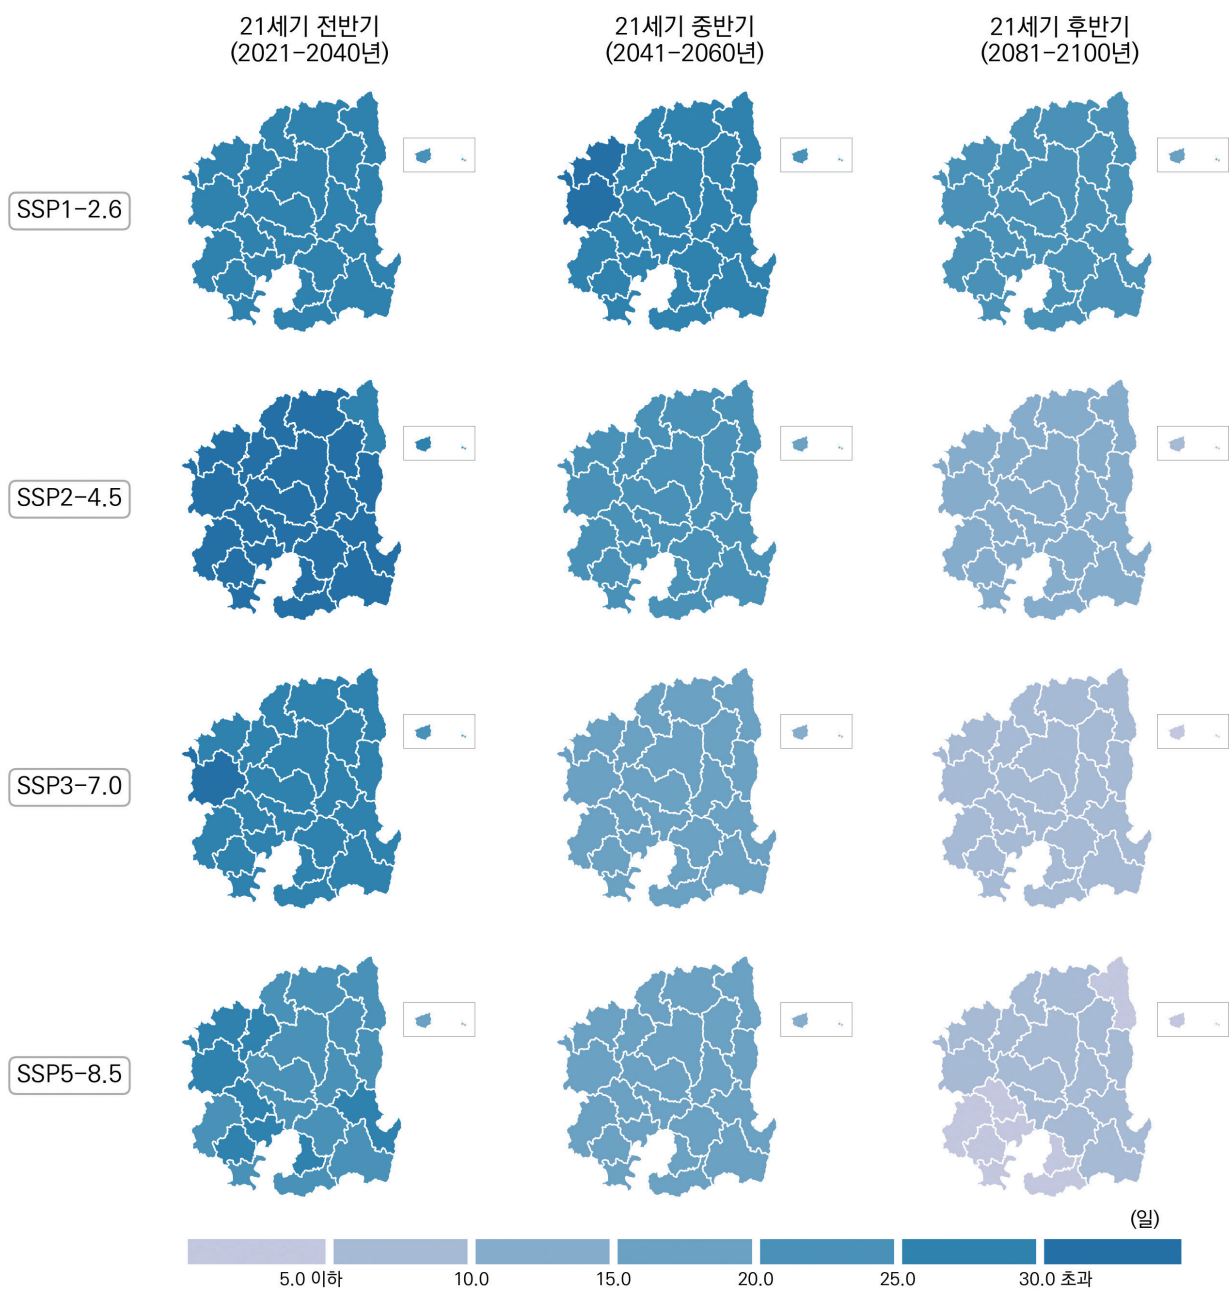 21세기 전반기
(2021-2040년)
21세기 중반기
(2041-2060년)
21세기 후반기
(2081-2100년)
SSP1-2.6
SSP2-4.5
SSP3-7.0
SSP5-8.5
(일)
5.0 이하
10.0
15.0
20.0
25.0
30.0 초과